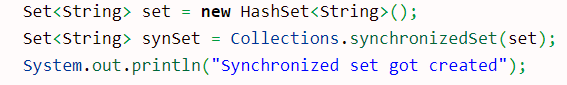 Set<String> set = new HashSet<String>();
Set<String> synSet = Collections.synchronizedSet(set);
System.out.println("Synchronized set got created");